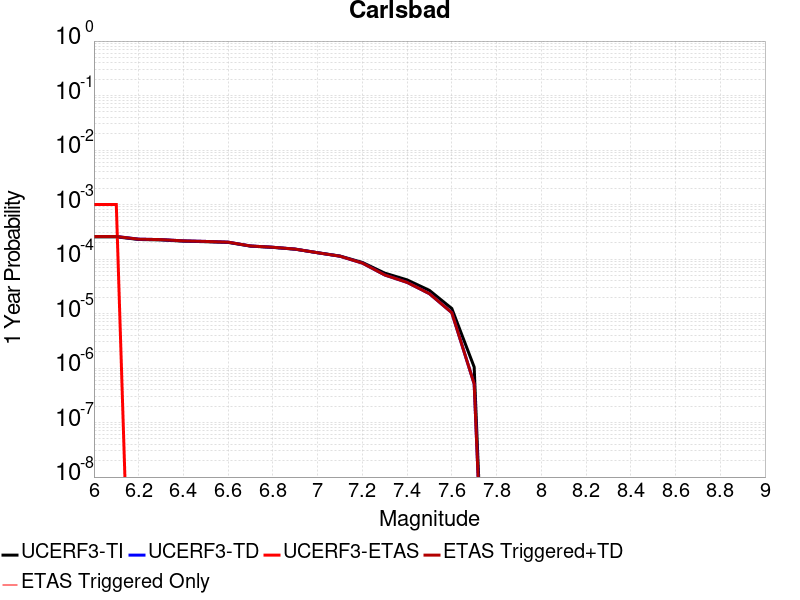 Carlsbad
1 Year Probability
10^0
10^-1
10^-2
10^-3
10^-4
10^-5
10^-6
10^-7
10^-8
6 6.2 6.4 6.6 6.8 7 7.2 7.4 7.6 7.8 8 8.2 8.4 8.6 8.8 9
Magnitude
UCERF3-TI UCERF3-TD UCERF3-ETAS ETAS Triggered+TD
ETAS Triggered Only